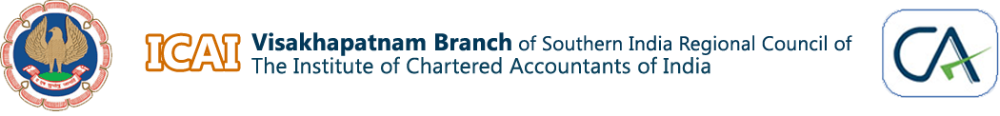 ICAI
Visakhapatnam Branch of Southern India Regional Council of
The Institute of Chartered Accountants of India
CA